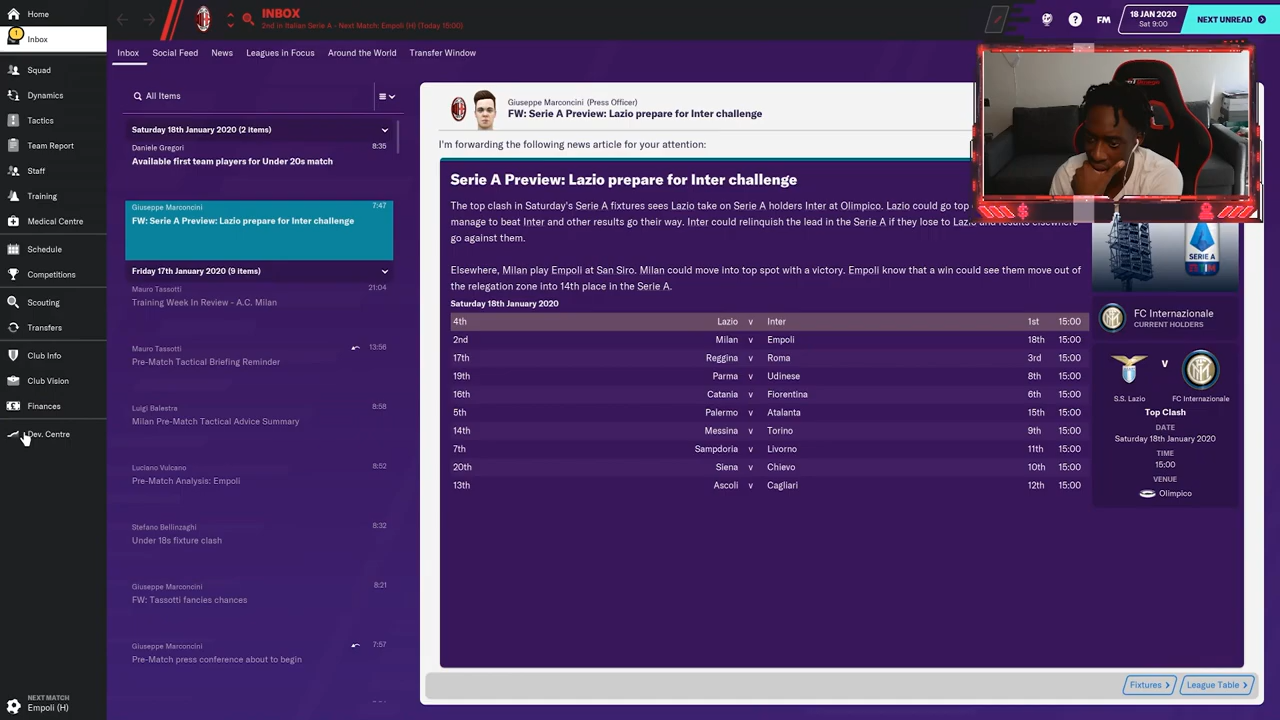 Home
1
Inbox
Squad
Dynamics
Tactics
Team Report
Staff
Training
Medical Centre
Schedule
Competitions
Scouting
Transfers
Club Info
Club Vision
Finances
Dev. Centre
NEXT MATCH
Empoli (H)
INBOX
2nd in Italian Serie A - Next Match: Empoli (H) (Today 15:00)
?
FM
18 JAN 2020
Sat 9:00
NEXT UNREAD
Inbox
Social Feed
News
Leagues in Focus
Around the World
Transfer Window
All Items
Saturday 18th January 2020 (2 items)
Daniele Gregori 8:35
Available first team players for Under 20s match
Giuseppe Marconcini 7:47
FW: Serie A Preview: Lazio prepare for Inter challenge
Friday 17th January 2020 (9 items)
Mauro Tassotti 21:04
Training Week In Review - A.C. Milan
Mauro Tassotti 13:56
Pre-Match Tactical Briefing Reminder
Luigi Balestra 8:58
Milan Pre-Match Tactical Advice Summary
Luciano Vulcano 8:52
Pre-Match Analysis: Empoli
Stefano Bellinzaghi 8:32
Under 18s fixture clash
Giuseppe Marconcini 8:21
FW: Tassotti fancies chances
Giuseppe Marconcini 7:57
Pre-Match press conference about to begin
Giuseppe Marconcini (Press Officer)
FW: Serie A Preview: Lazio prepare for Inter challenge
I'm forwarding the following news article for your attention:
Serie A Preview: Lazio prepare for Inter challenge
The top clash in Saturday's Serie A fixtures sees Lazio take on Serie A holders Inter at Olimpico. Lazio could go top
manage to beat Inter and other results go their way. Inter could relinquish the lead in the Serie A if they lose to Lazio and results elsewhere
go against them.
Elsewhere, Milan play Empoli at San Siro. Milan could move into top spot with a victory. Empoli know that a win could see them move out of
the relegation zone into 14th place in the Serie A.
Saturday 18th January 2020
4th Lazio v Inter 1st 15:00
2nd Milan v Empoli 18th 15:00
17th Reggina v Roma 3rd 15:00
19th Parma v Udinese 8th 15:00
16th Catania v Fiorentina 6th 15:00
5th Palermo v Atalanta 15th 15:00
14th Messina v Torino 9th 15:00
7th Sampdoria v Livorno 11th 15:00
20th Siena v Chievo 10th 15:00
13th Ascoli v Cagliari 12th 15:00
SERIE A
TIM
FC Internazionale
CURRENT HOLDERS
V
S.S. Lazio FC Internazionale
Top Clash
DATE
Saturday 18th January 2020
TIME
15:00
VENUE
Olimpico
Fixtures
League Table